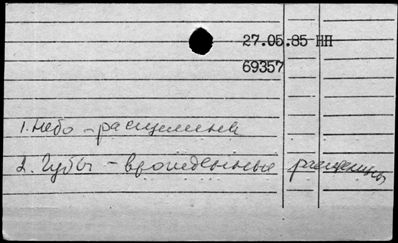 27.05.85 НП
69357
1. Небо - расщелина
2. Губы - врожденные расщелины